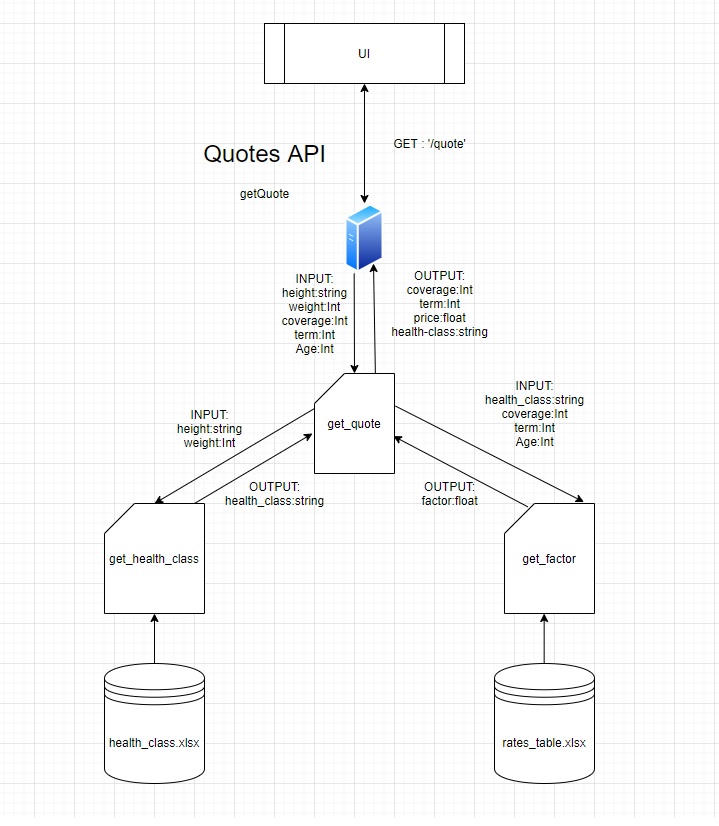 UI
GET : '/quote'
Quotes API
getQuote
INPUT:
height:string
weight:Int
coverage:Int
term:Int
Age:Int
OUTPUT:
coverage:Int
term:Int
price:float
health-class:string
get_quote
INPUT:
height:string
weight:Int
OUTPUT:
health_class:string
INPUT:
health_class:string
coverage:Int
term:Int
Age:Int
OUTPUT:
factor:float
get_health_class
get_factor
health_class.xlsx
rates_table.xlsx